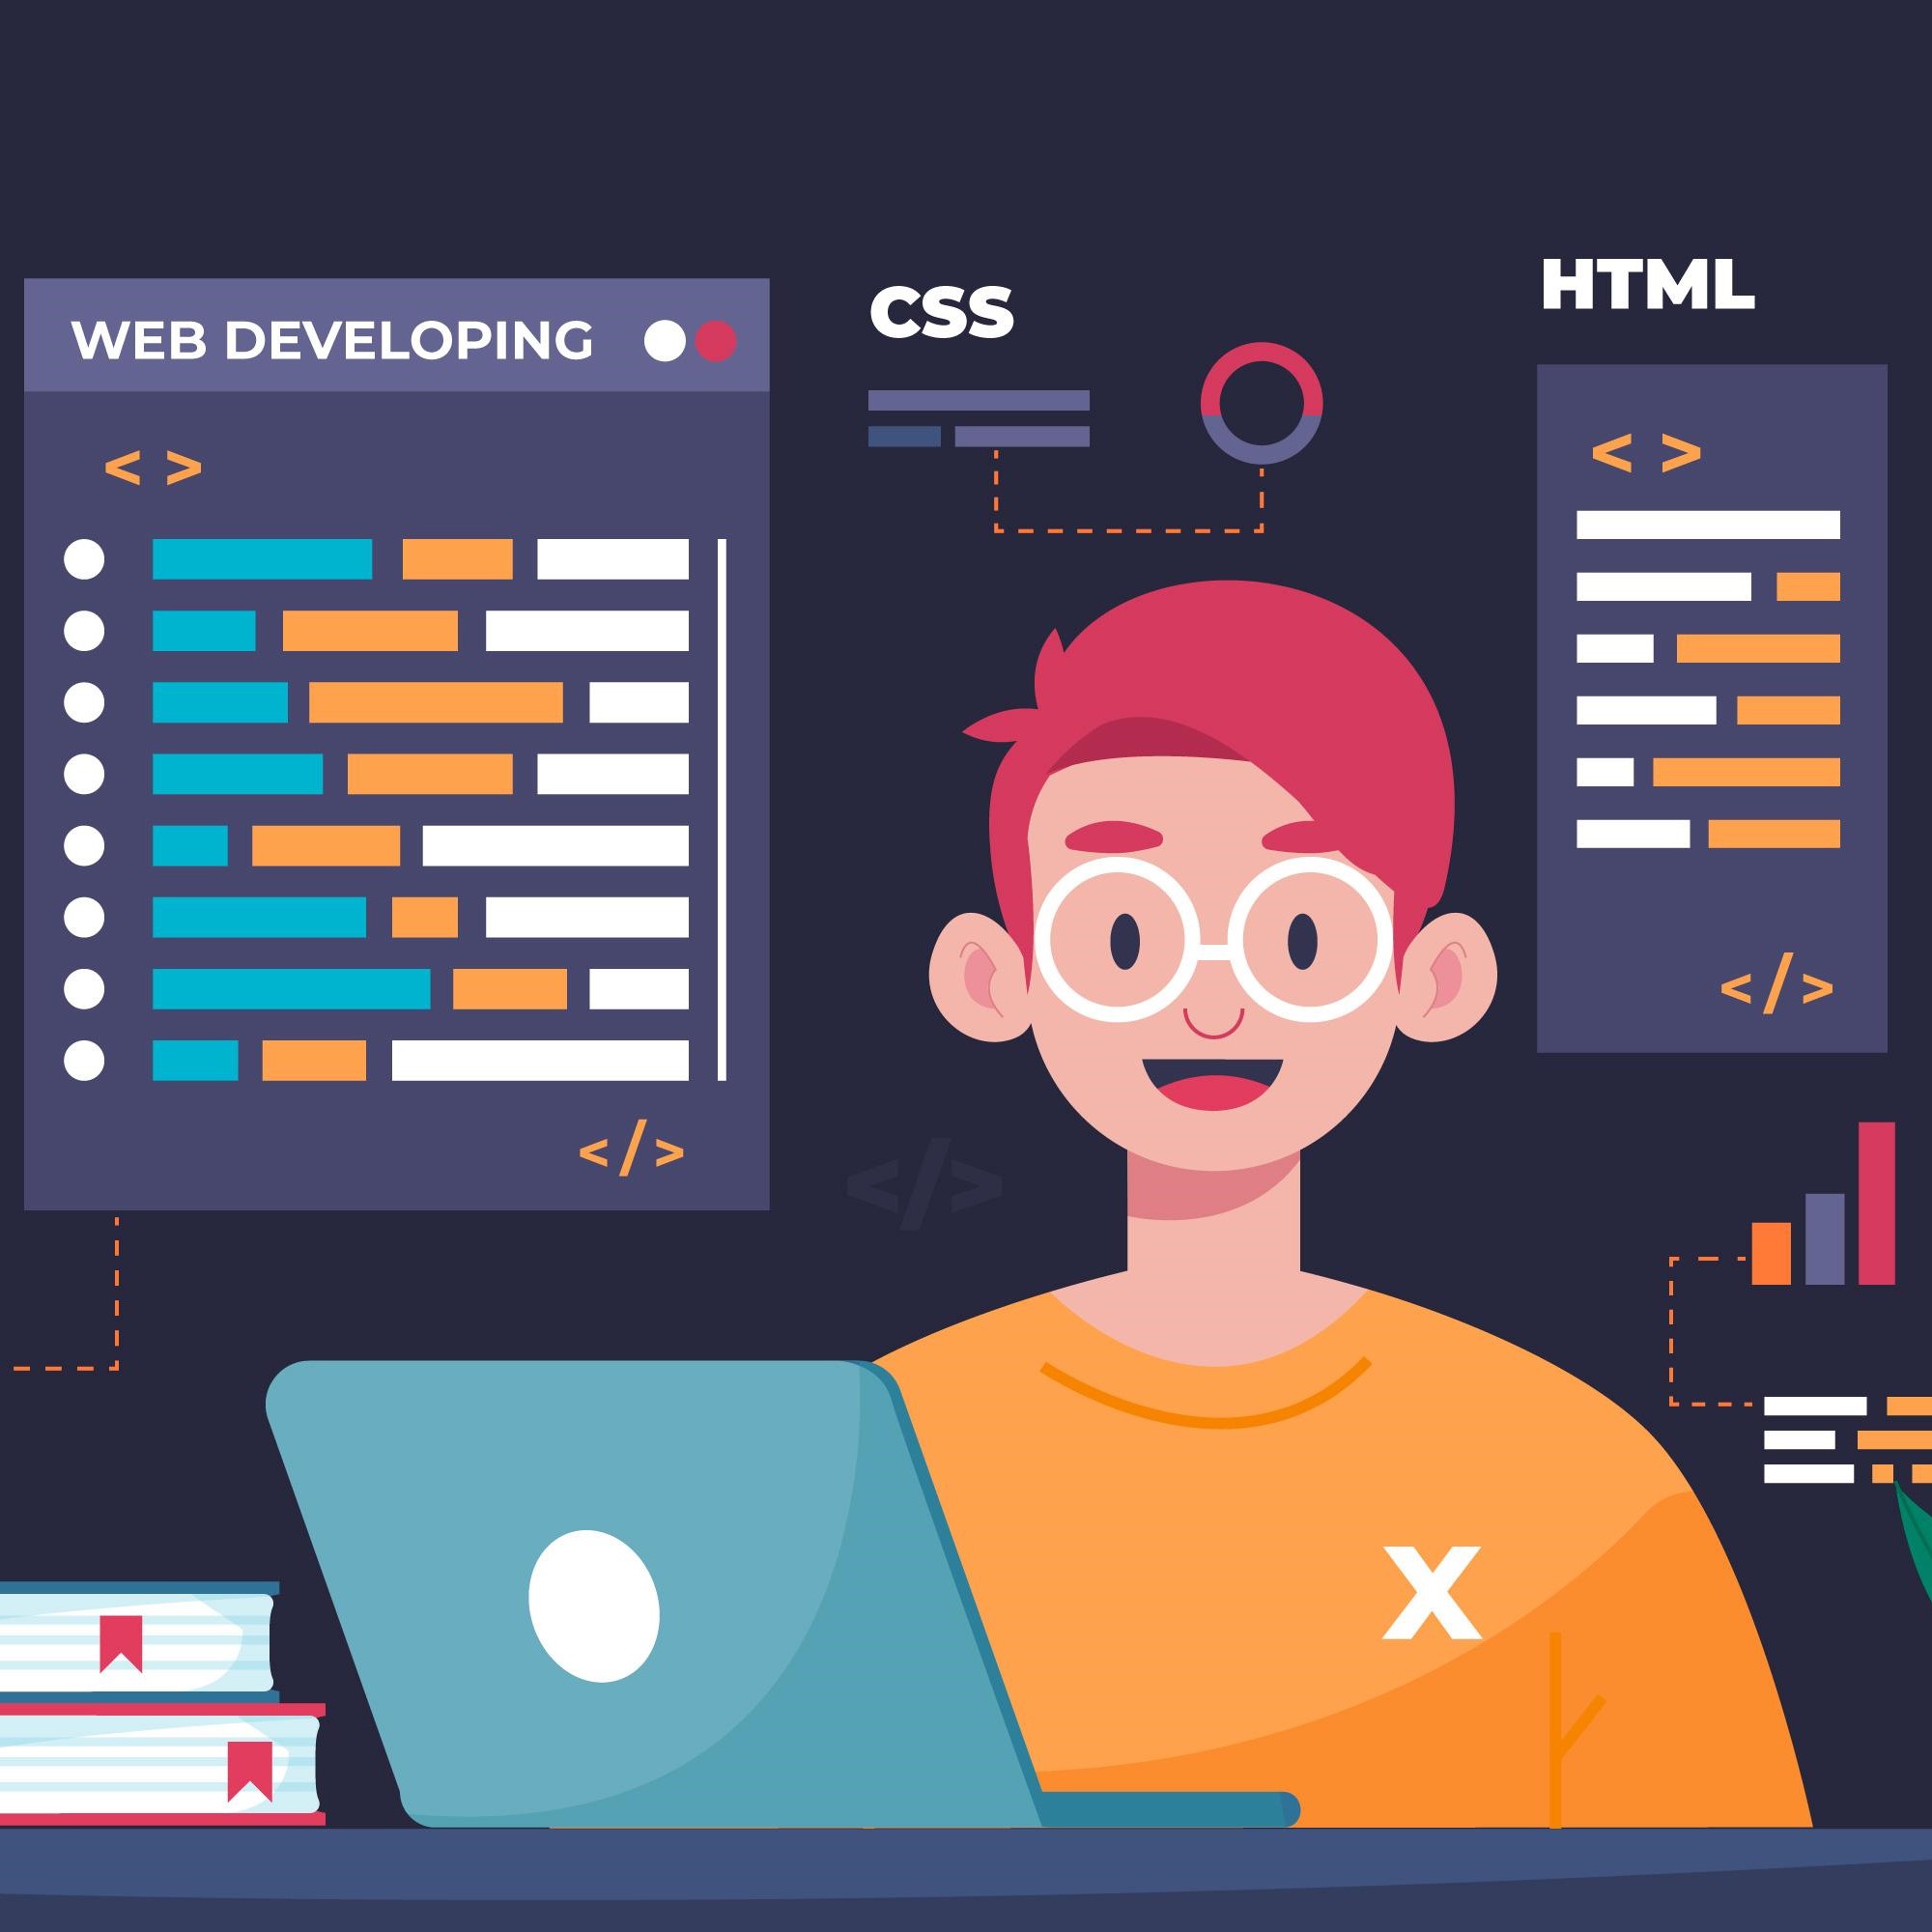 WEB DEVELOPING
< >
</>
CSS
HTML
< >
</>
</>
X